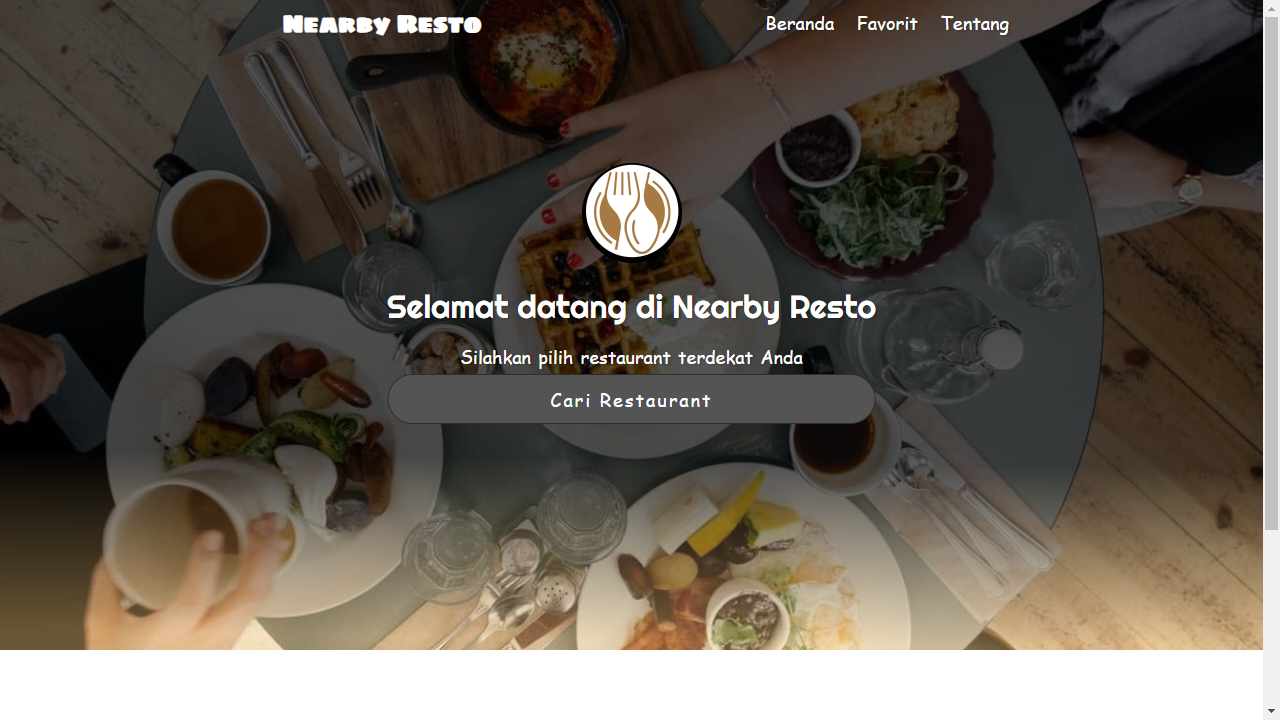 Nearby Resto
Beranda Favorit Tentang
Selamat datang di Nearby Resto
Silahkan pilih restaurant terdekat Anda
Cari Restaurant